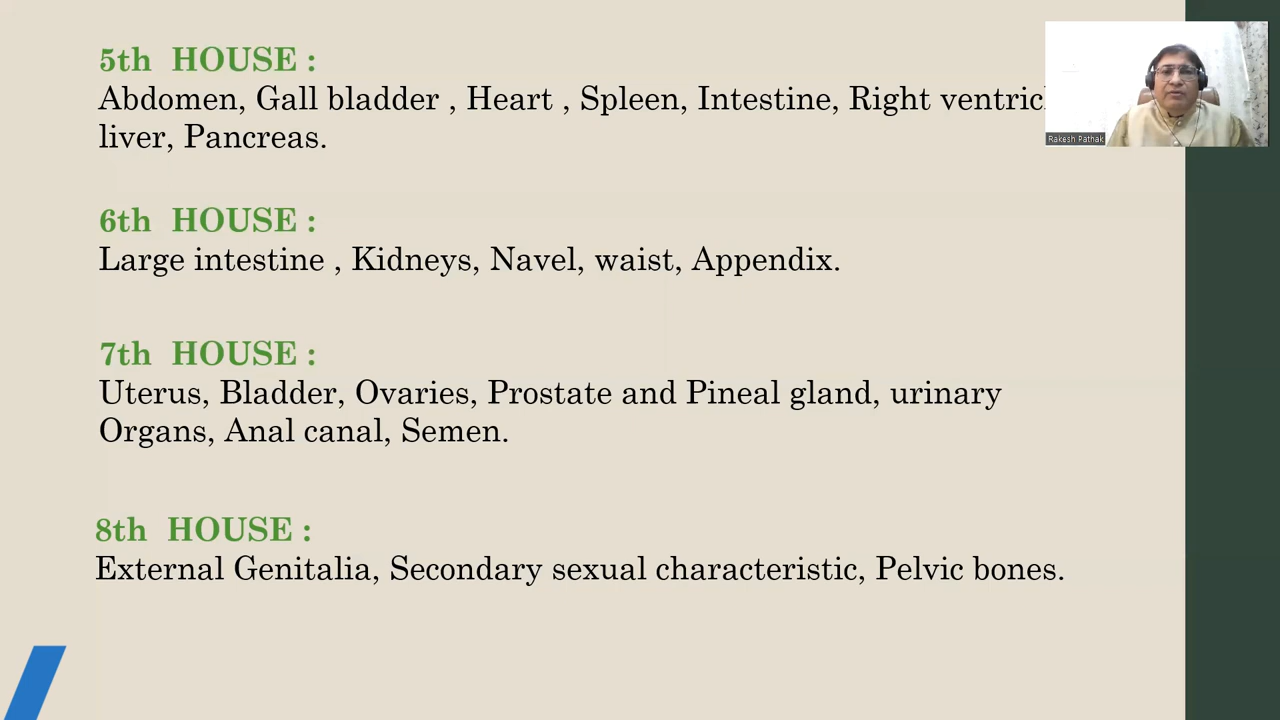 5th HOUSE :
Abdomen, Gall bladder , Heart , Spleen, Intestine, Right
liver, Pancreas.
6th HOUSE :
Large intestine , Kidneys, Navel, waist, Appendix.
7th HOUSE :
Uterus, Bladder, Ovaries, Prostate and Pineal gland, urinary
Organs, Anal canal, Semen.
8th HOUSE :
External Genitalia, Secondary sexual characteristic, Pelvic bones.
Rakesh Pathak